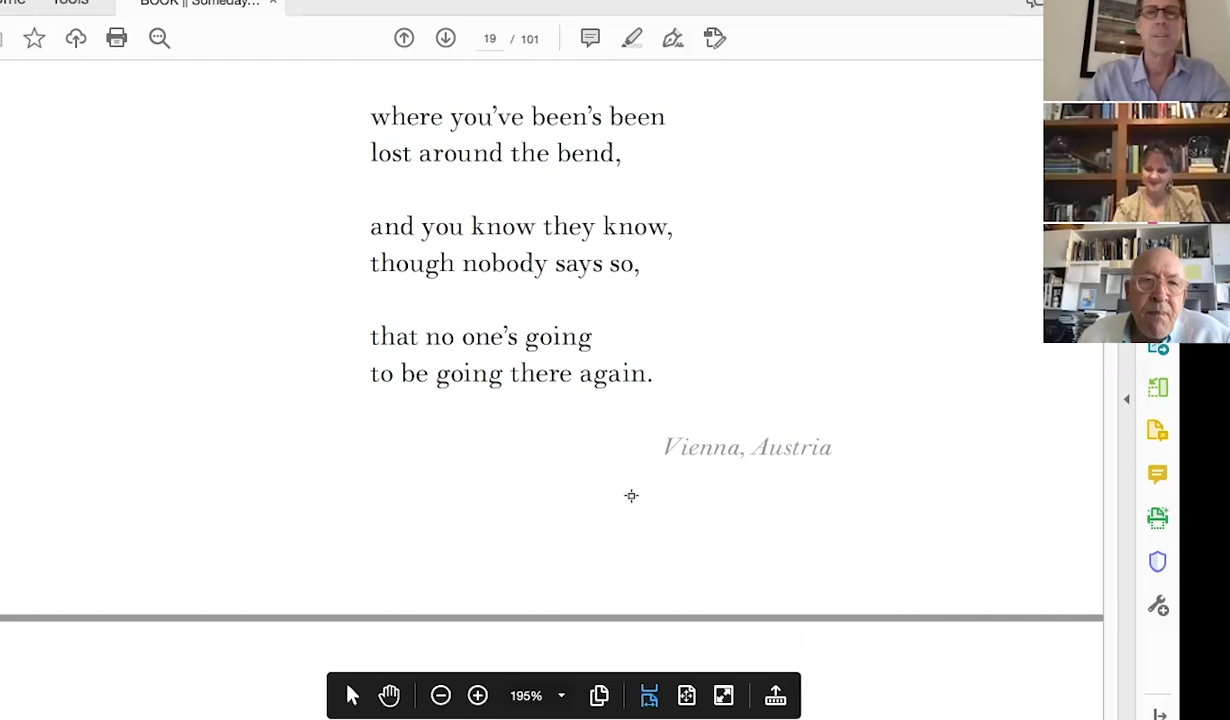 Tools
BOOK || Someday...
19 / 101
where you've been's been
lost around the bend,
and you know they know,
though nobody says so,
that no one's going
to be going there again.
Vienna, Austria
195%